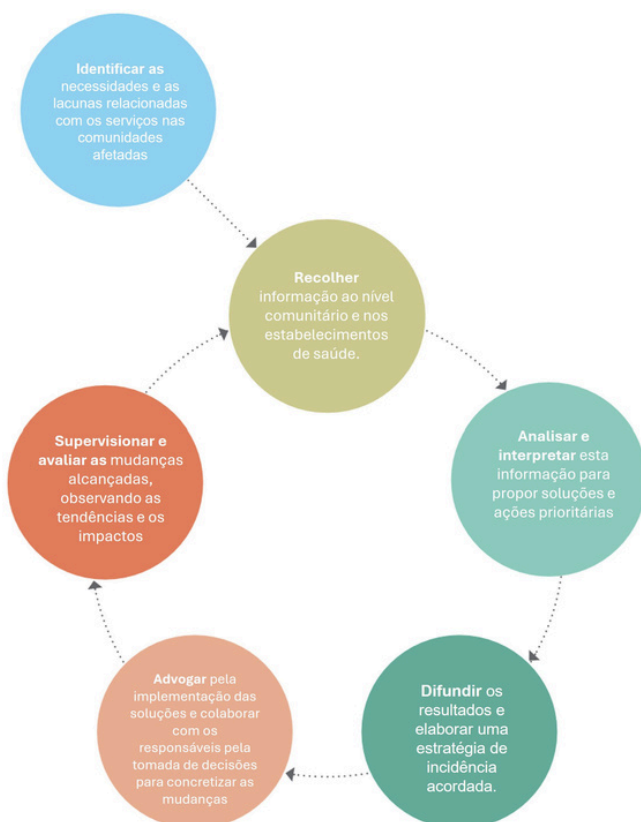 Identificar as
necessidades e as
lacunas relacionadas
com os serviços nas
comunidades
afetadas
Recolher
informação ao nível
comunitário e nos
estabelecimentos
de saúde.
Analisar e
interpretar esta
informação para
propor soluções e
ações prioritárias
Difundir os
resultados e
elaborar uma
estratégia de
incidência
acordada.
Advogar pela
implementação das
soluções e colaborar
com os
responsáveis pela
tomada de decisões
para concretizar as
mudanças
Supervisionar e
avaliar as mudanças
alcançadas,
observando as
tendências e os
impactos